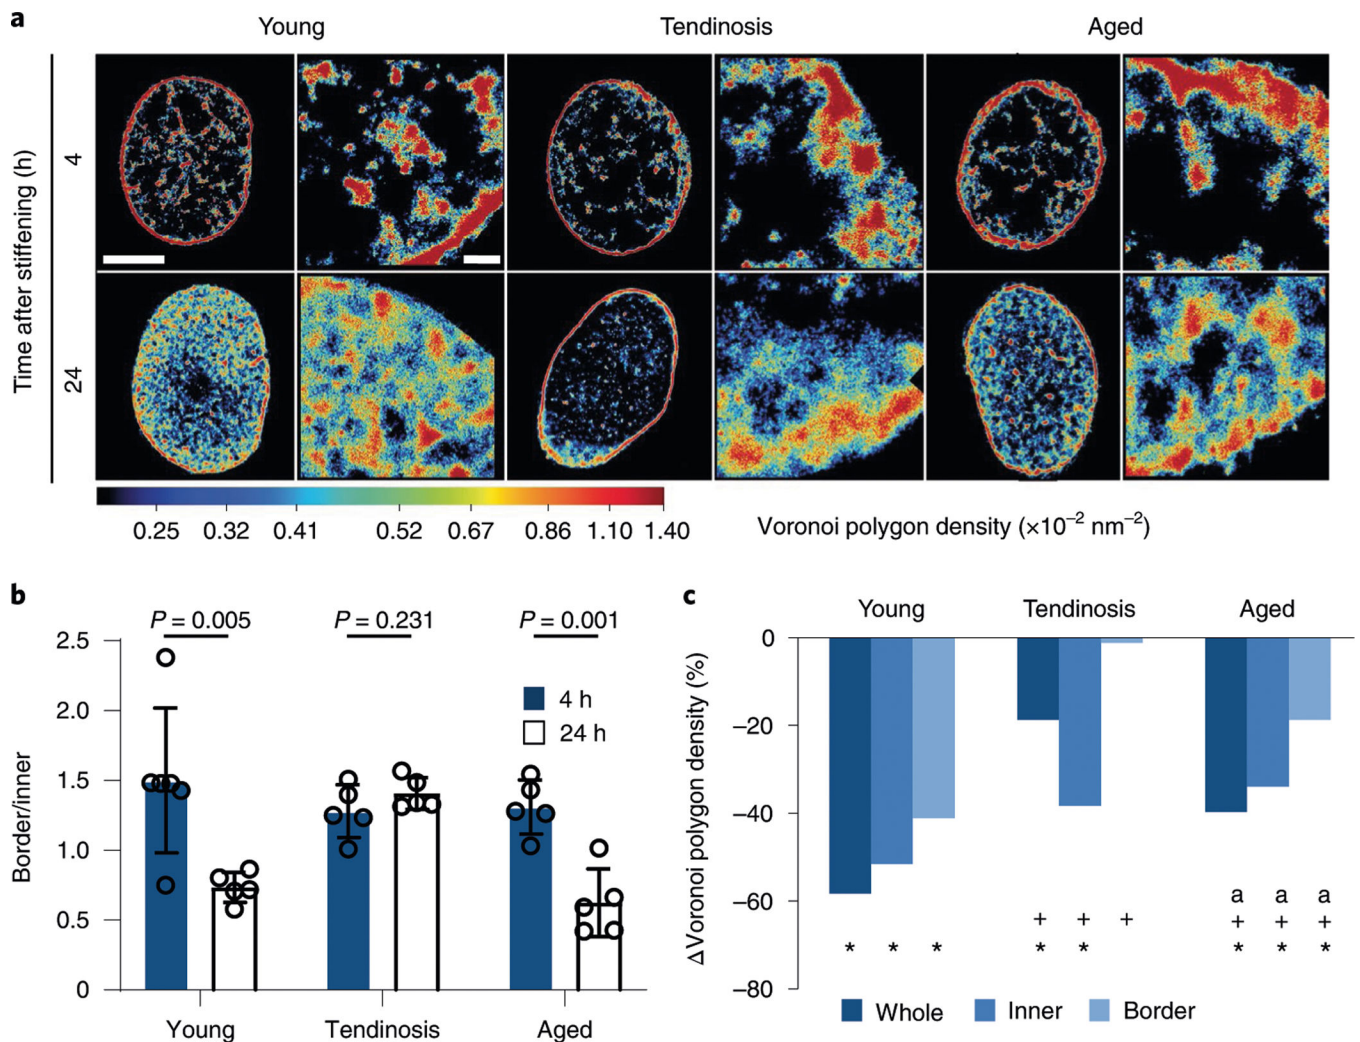 a
Young
Tendinosis
Aged
Time after stiffening (h)
4
24
0.25 0.32 0.41 0.52 0.67 0.86 1.10 1.40
Voronoi polygon density (×10⁻² nm⁻²)
b
P = 0.005
P = 0.231
P = 0.001
Border/inner
2.5
2.0
1.5
1.0
0.5
0
4 h
24 h
Young
Tendinosis
Aged
c
Young
Tendinosis
Aged
ΔVoronoi polygon density (%)
0
−20
−40
−60
−80
a a a
+ + + + + +
* * * * * * * *
Whole
Inner
Border